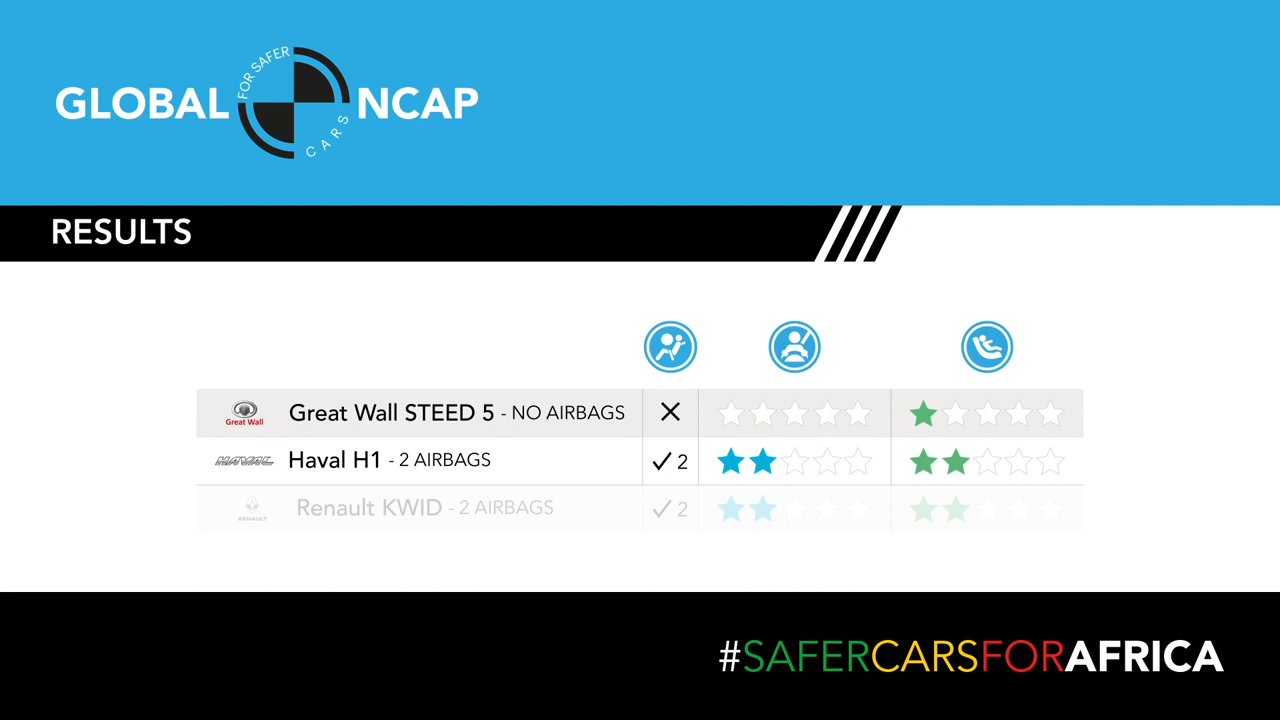 GLOBAL FOR SAFER CARS NCAP
RESULTS
Great Wall Great Wall STEED 5 - NO AIRBAGS
HAVAL Haval H1 - 2 AIRBAGS 2
RENAULT Renault KWID - 2 AIRBAGS 2
#SAFERCARSFORAFRICA